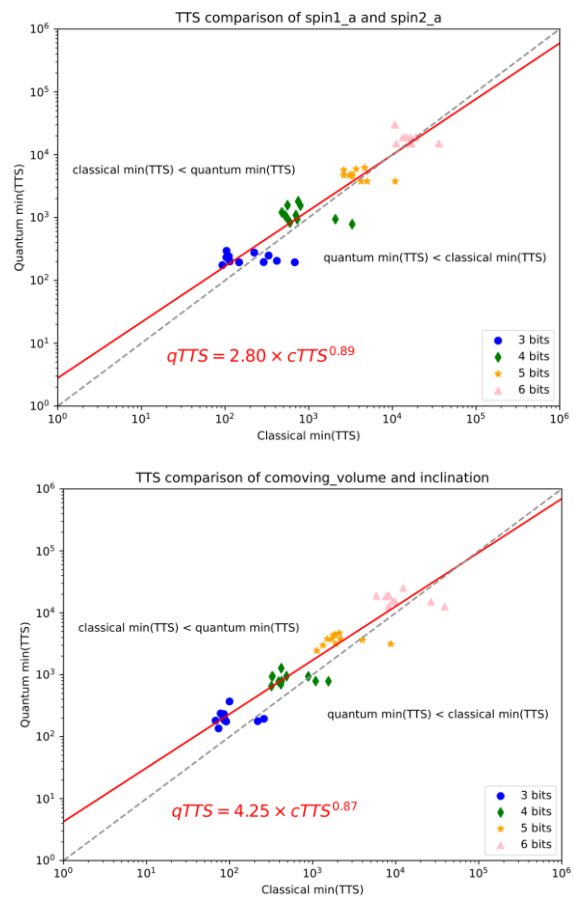 TTS comparison of spin1_a and spin2_a
10^6
10^5
10^4
10^3
10^2
10^1
10^0
Quantum min(TTS)
classical min(TTS) < quantum min(TTS)
quantum min(TTS) < classical min(TTS)
qTTS = 2.80 × cTTS^0.89
3 bits
4 bits
5 bits
6 bits
10^0 10^1 10^2 10^3 10^4 10^5 10^6
Classical min(TTS)
TTS comparison of comoving_volume and inclination
10^6
10^5
10^4
10^3
10^2
10^1
10^0
Quantum min(TTS)
classical min(TTS) < quantum min(TTS)
quantum min(TTS) < classical min(TTS)
qTTS = 4.25 × cTTS^0.87
3 bits
4 bits
5 bits
6 bits
10^0 10^1 10^2 10^3 10^4 10^5 10^6
Classical min(TTS)